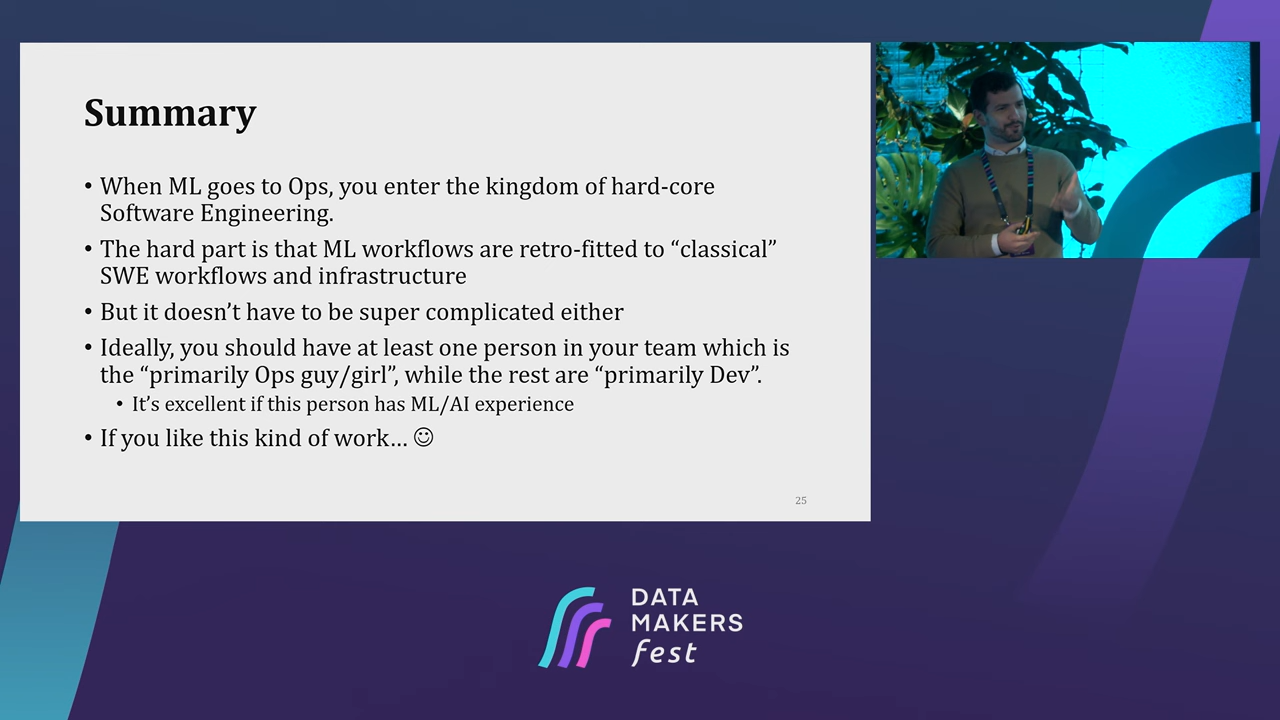 Summary
• When ML goes to Ops, you enter the kingdom of hard-core
Software Engineering.
• The hard part is that ML workflows are retro-fitted to “classical”
SWE workflows and infrastructure
• But it doesn’t have to be super complicated either
• Ideally, you should have at least one person in your team which is
the “primarily Ops guy/girl”, while the rest are “primarily Dev”.
• It’s excellent if this person has ML/AI experience
• If you like this kind of work… ☺
25
DATA
MAKERS
fest